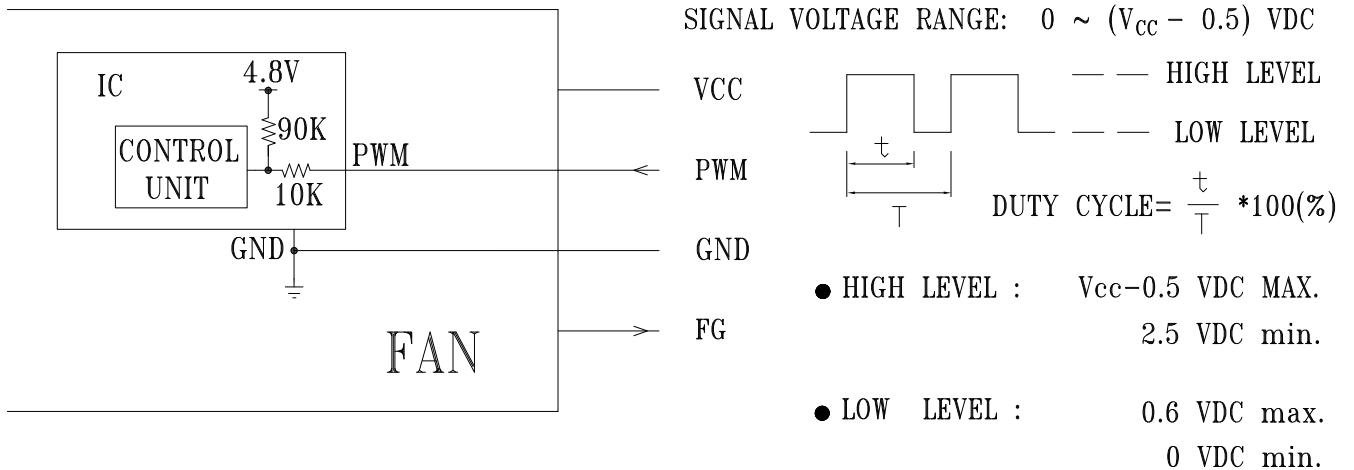 SIGNAL VOLTAGE RANGE: 0 ~ (VCC - 0.5) VDC
IC
4.8V
90K
CONTROL
UNIT
10K
PWM
GND
FAN
VCC
PWM
GND
FG
HIGH LEVEL
LOW LEVEL
t
T
DUTY CYCLE= t/T *100(%)
● HIGH LEVEL : Vcc-0.5 VDC MAX.
2.5 VDC min.
● LOW LEVEL : 0.6 VDC max.
0 VDC min.